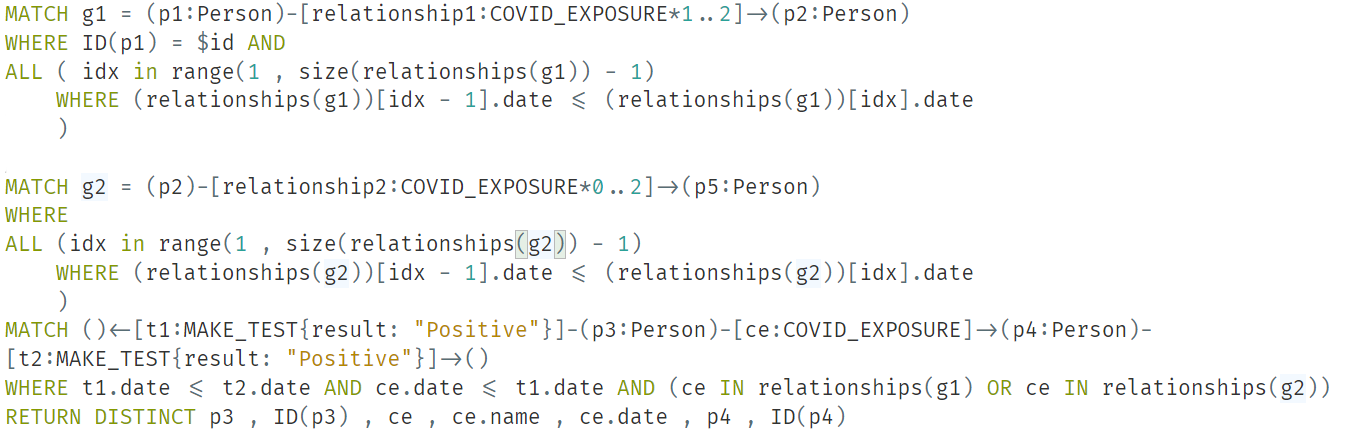 MATCH g1 = (p1:Person)-[relationship1:COVID_EXPOSURE*1..2]->(p2:Person)
WHERE ID(p1) = $id AND
ALL ( idx in range(1 , size(relationships(g1)) - 1)
    WHERE (relationships(g1))[idx - 1].date <= (relationships(g1))[idx].date
    )
MATCH g2 = (p2)-[relationship2:COVID_EXPOSURE*0..2]->(p5:Person)
WHERE
ALL (idx in range(1 , size(relationships(g2)) - 1)
    WHERE (relationships(g2))[idx - 1].date <= (relationships(g2))[idx].date
    )
MATCH ()<-[t1:MAKE_TEST{result: "Positive"}]-(p3:Person)-[ce:COVID_EXPOSURE]->(p4:Person)-
[t2:MAKE_TEST{result: "Positive"}]->()
WHERE t1.date <= t2.date AND ce.date <= t1.date AND (ce IN relationships(g1) OR ce IN relationships(g2))
RETURN DISTINCT p3 , ID(p3) , ce , ce.name , ce.date , p4 , ID(p4)